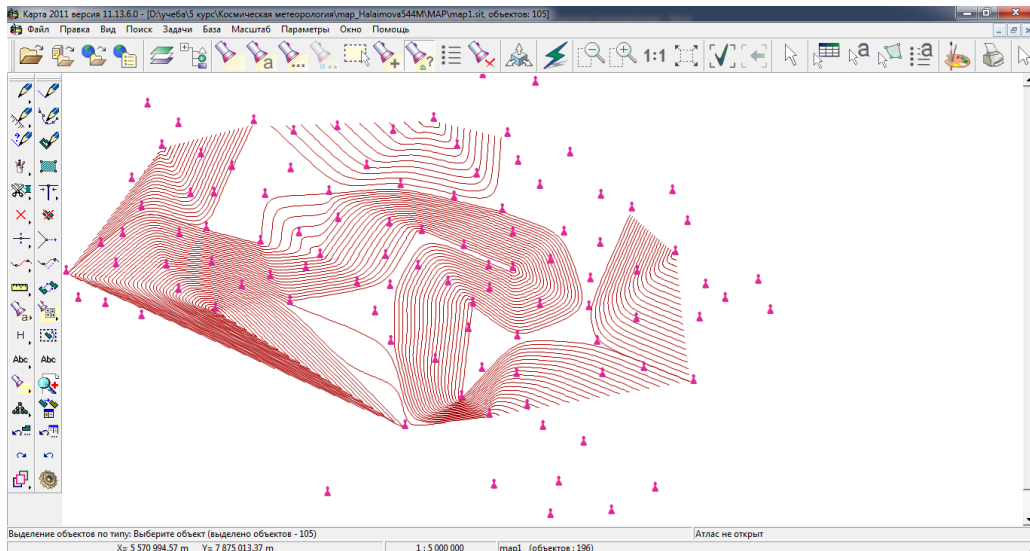 Карта 2011 версия 11.13.6.0 - [D:\учеба\5 курс\Космическая метеорология\map_Halaimova544M\MAP\map1.sit, объектов: 105]
Файл Правка Вид Поиск Задачи База Масштаб Параметры Окно Помощь
1:1
H
Abc Abc
Выделение объектов по типу: Выберите объект (выделено объектов - 105) Атлас не открыт
X= 5 570 994.57 m Y= 7 875 013.37 m 1 : 5 000 000 map1 (объектов : 196)